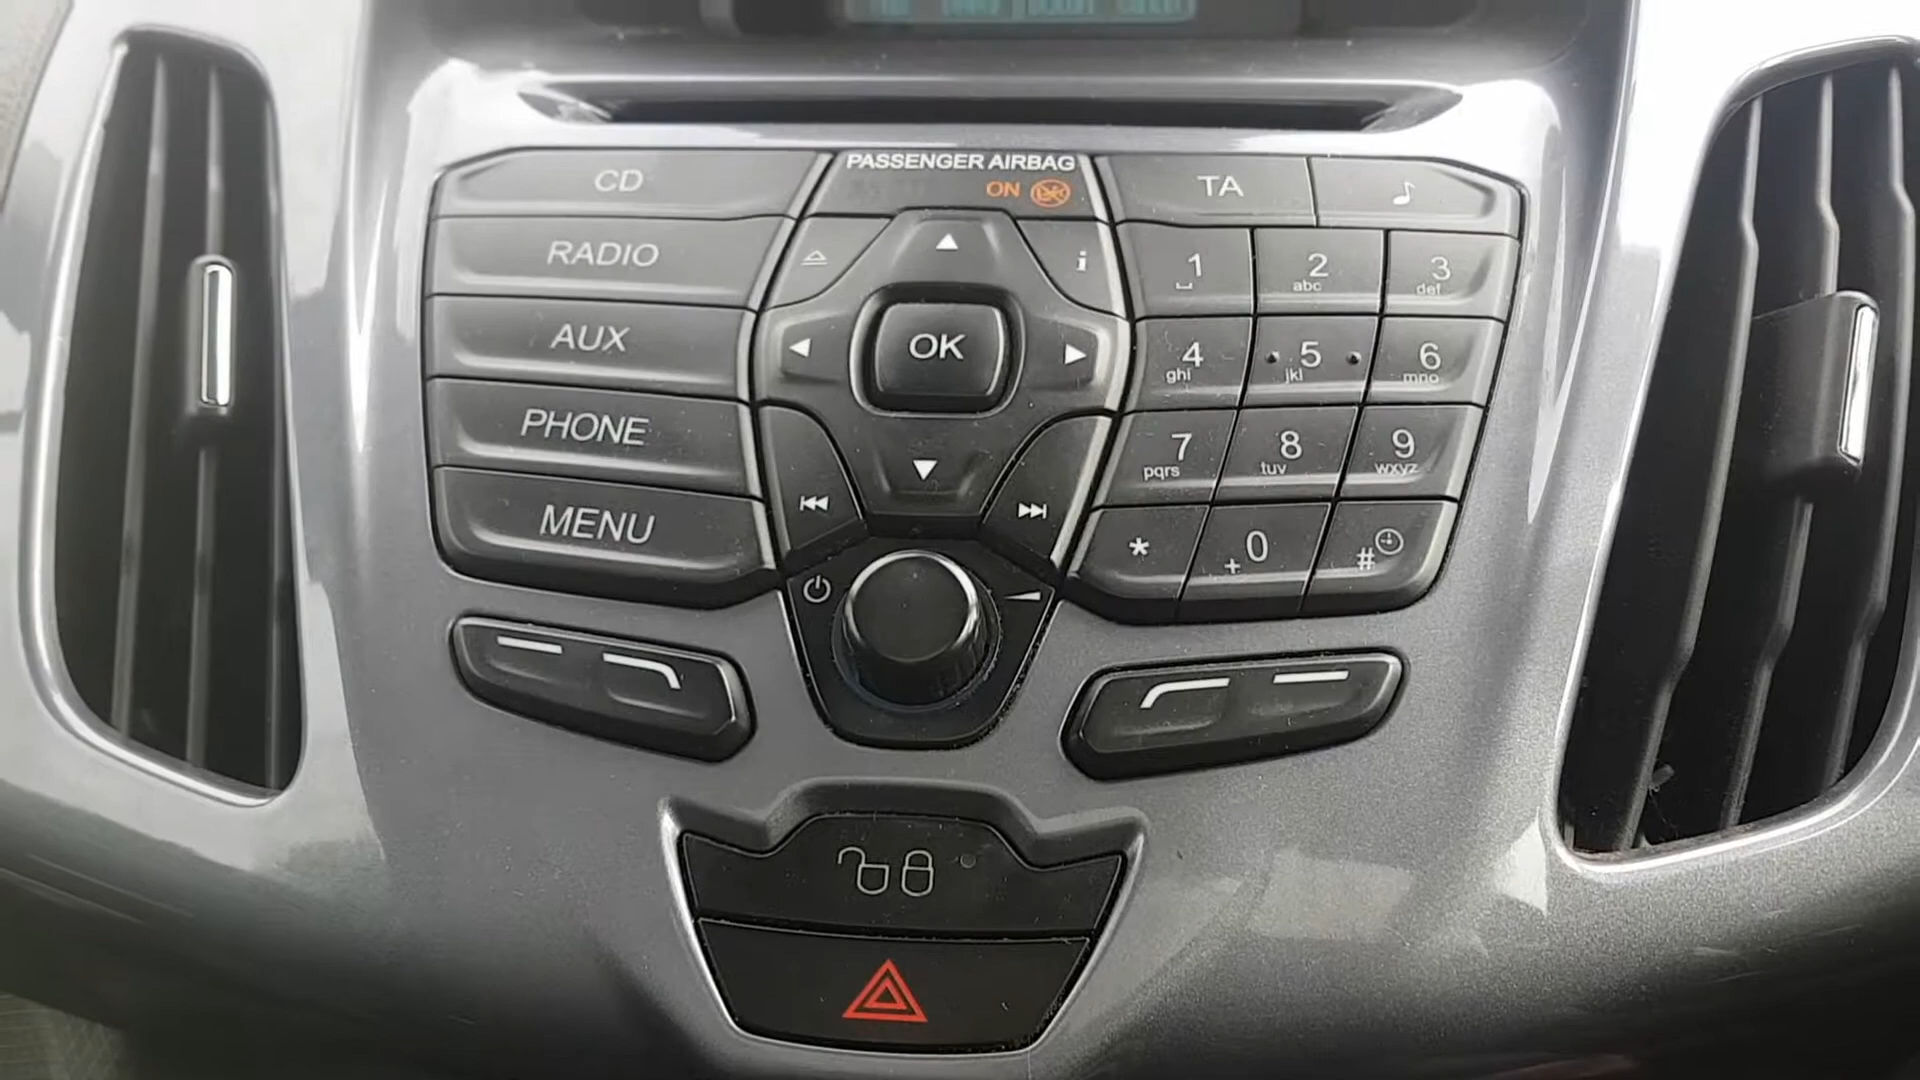 CD
PASSENGER AIRBAG
ON
TA
RADIO
i
1
2
abc
3
def
AUX
OK
4
ghi
5
jkl
6
mno
PHONE
7
pqrs
8
tuv
9
wxyz
MENU
*
0
+
#